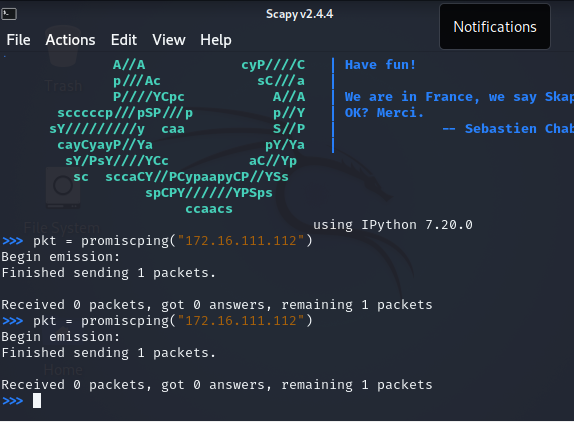 Scapy v2.4.4
Notifications
File Actions Edit View Help
Trash
A//A cyP////C | Have fun!
p///Ac sC///a |
P////YCpc A//A | We are in France, we say Skap
scccccp///pSP///p p//Y | OK? Merci.
sY/////////y caa S//P | -- Sebastien Chab
cayCyayP//Ya pY/Ya |
sY/PsY////YCc aC//Yp
sc sccaCY//PCypaapyCP//YSs
File System
spCPY//////YPSps
ccaacs
using IPython 7.20.0
>>> pkt = promiscping("172.16.111.112")
Begin emission:
Finished sending 1 packets.
Received 0 packets, got 0 answers, remaining 1 packets
>>> pkt = promiscping("172.16.111.112")
Begin emission:
Finished sending 1 packets.
Home
Received 0 packets, got 0 answers, remaining 1 packets
>>>